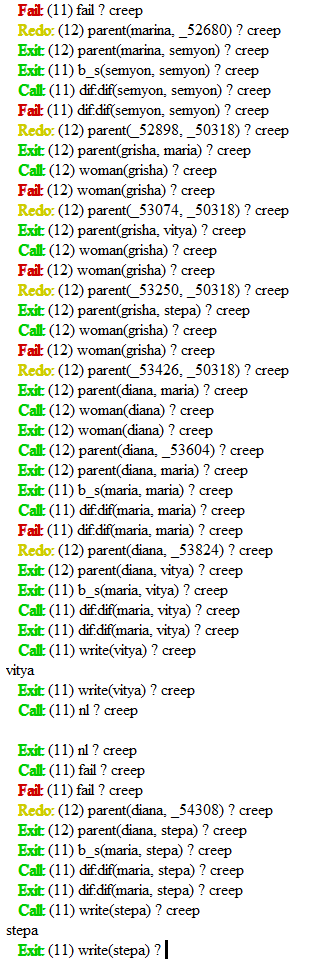 Fail: (11) fail ? creep
Redo: (12) parent(marina, _52680) ? creep
Exit: (12) parent(marina, semyon) ? creep
Exit: (11) b_s(semyon, semyon) ? creep
Call: (11) dif:dif(semyon, semyon) ? creep
Fail: (11) dif:dif(semyon, semyon) ? creep
Redo: (12) parent(_52898, _50318) ? creep
Exit: (12) parent(grisha, maria) ? creep
Call: (12) woman(grisha) ? creep
Fail: (12) woman(grisha) ? creep
Redo: (12) parent(_53074, _50318) ? creep
Exit: (12) parent(grisha, vitya) ? creep
Call: (12) woman(grisha) ? creep
Fail: (12) woman(grisha) ? creep
Redo: (12) parent(_53250, _50318) ? creep
Exit: (12) parent(grisha, stepa) ? creep
Call: (12) woman(grisha) ? creep
Fail: (12) woman(grisha) ? creep
Redo: (12) parent(_53426, _50318) ? creep
Exit: (12) parent(diana, maria) ? creep
Call: (12) woman(diana) ? creep
Exit: (12) woman(diana) ? creep
Call: (12) parent(diana, _53604) ? creep
Exit: (12) parent(diana, maria) ? creep
Exit: (11) b_s(maria, maria) ? creep
Call: (11) dif:dif(maria, maria) ? creep
Fail: (11) dif:dif(maria, maria) ? creep
Redo: (12) parent(diana, _53824) ? creep
Exit: (12) parent(diana, vitya) ? creep
Exit: (11) b_s(maria, vitya) ? creep
Call: (11) dif:dif(maria, vitya) ? creep
Exit: (11) dif:dif(maria, vitya) ? creep
Call: (11) write(vitya) ? creep
vitya
Exit: (11) write(vitya) ? creep
Call: (11) nl ? creep
Exit: (11) nl ? creep
Call: (11) fail ? creep
Fail: (11) fail ? creep
Redo: (12) parent(diana, _54308) ? creep
Exit: (12) parent(diana, stepa) ? creep
Exit: (11) b_s(maria, stepa) ? creep
Call: (11) dif:dif(maria, stepa) ? creep
Exit: (11) dif:dif(maria, stepa) ? creep
Call: (11) write(stepa) ? creep
stepa
Exit: (11) write(stepa) ?